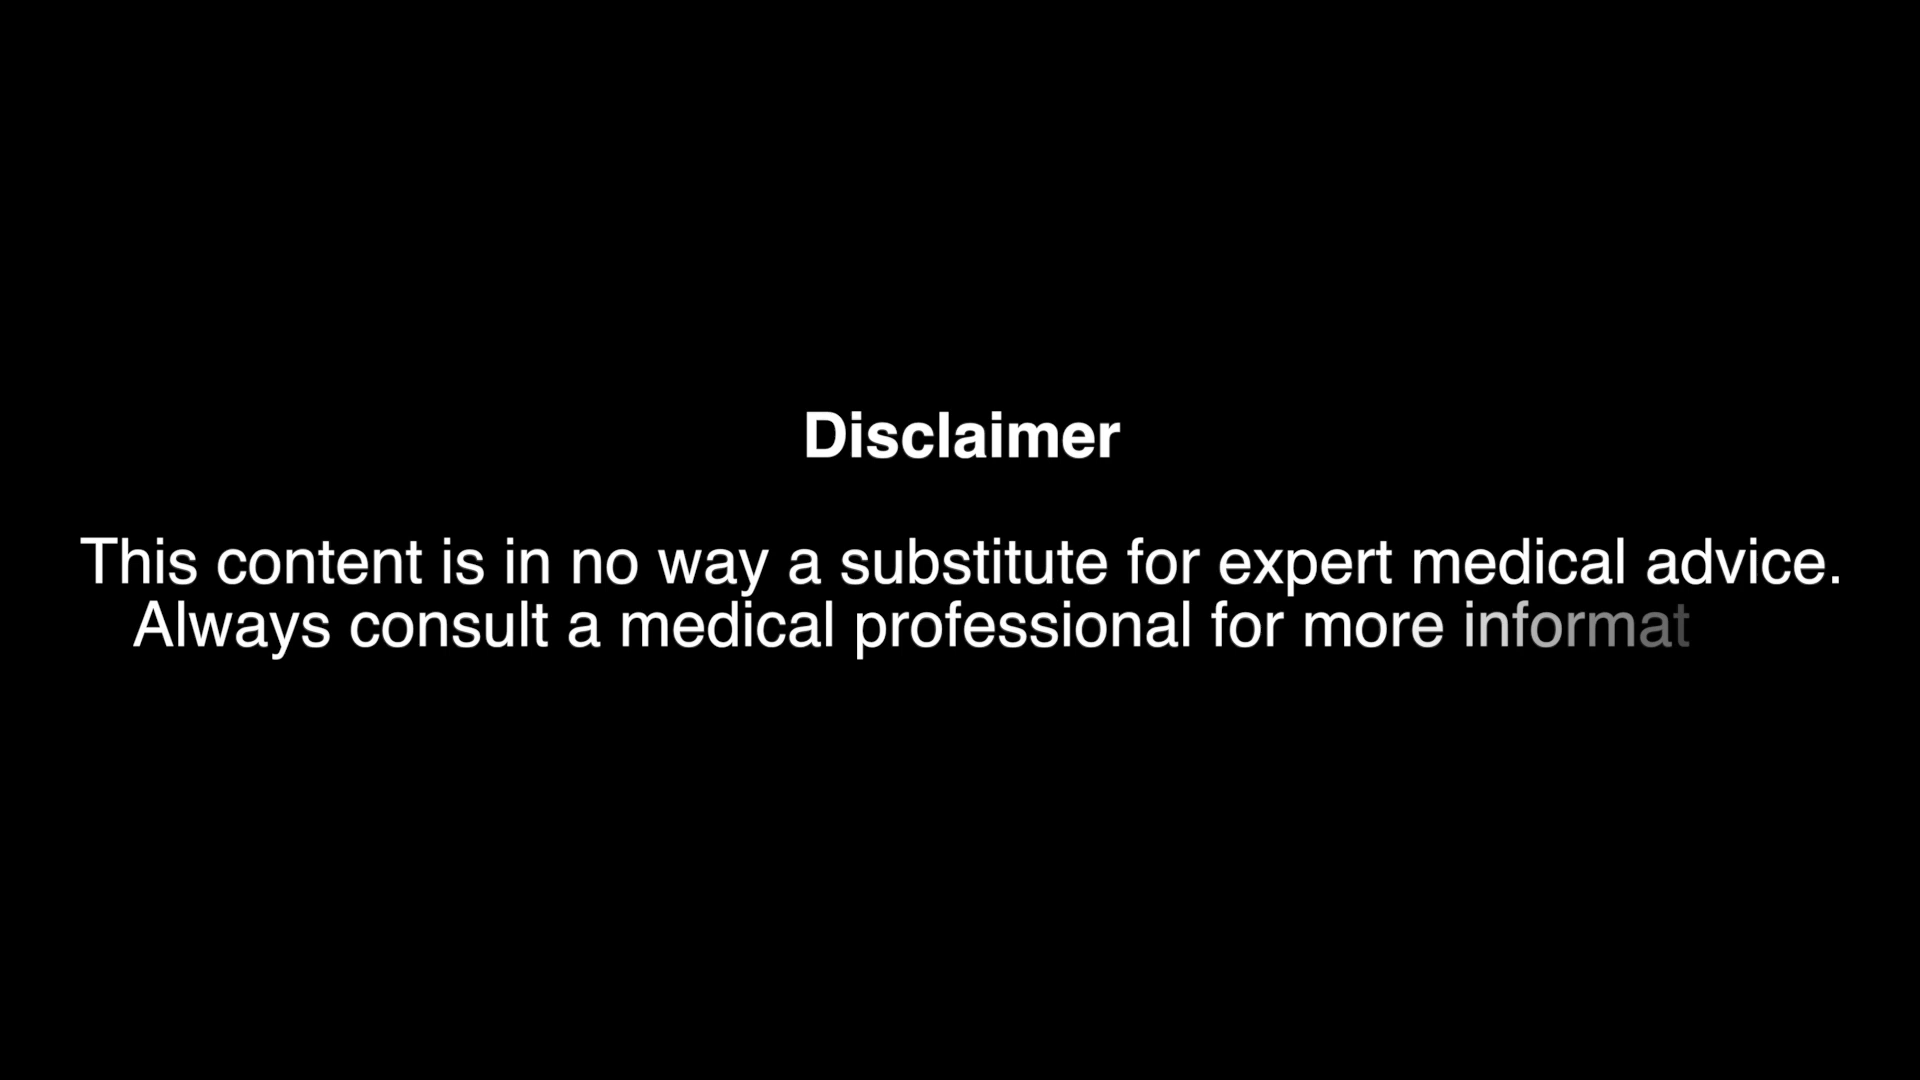 Disclaimer
This content is in no way a substitute for expert medical advice.
Always consult a medical professional for more informat